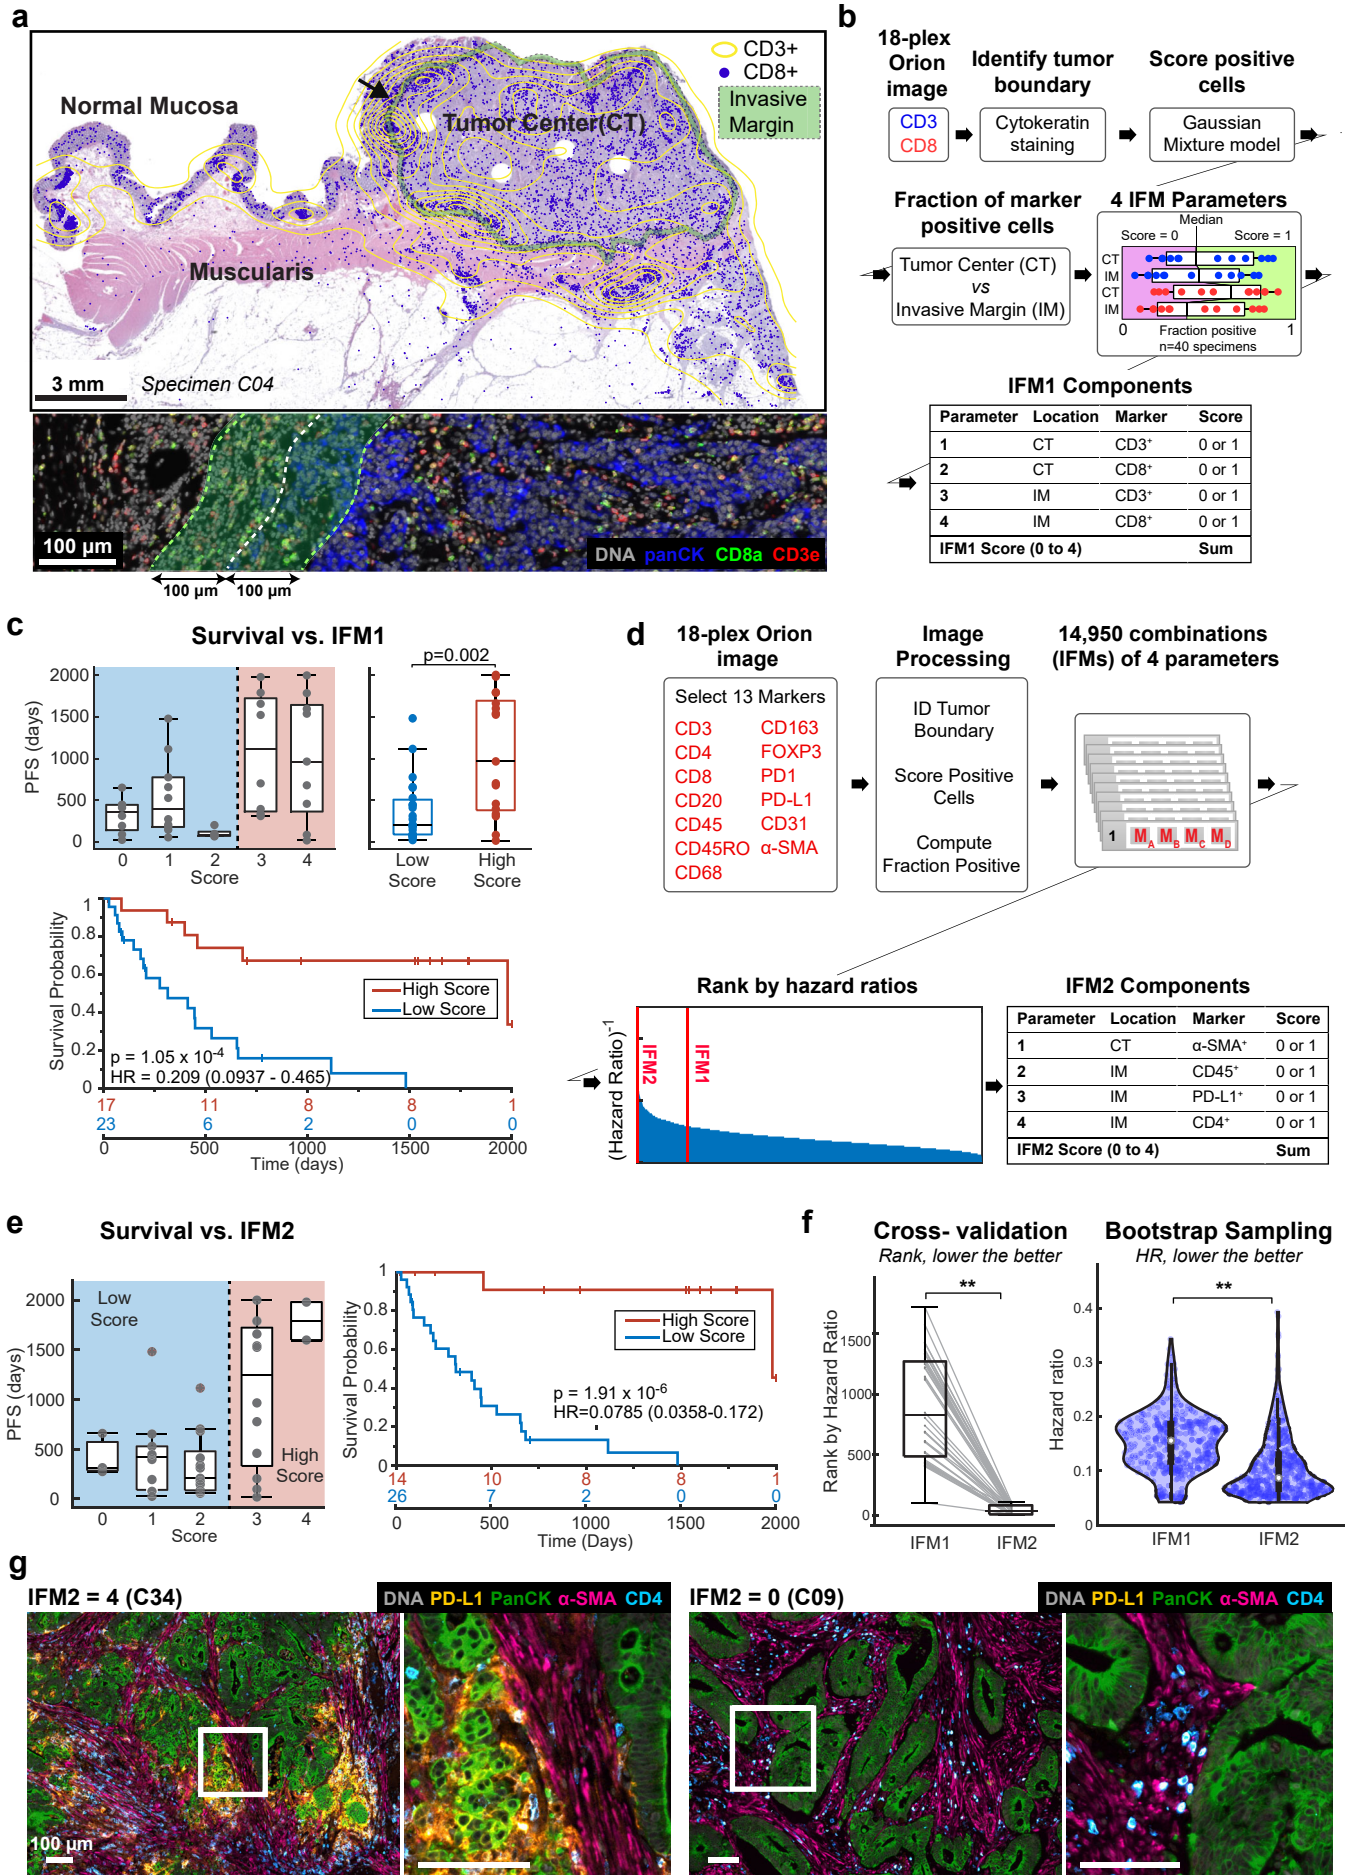 a
CD3+
CD8+
Invasive
Margin
Normal Mucosa
Tumor Center(CT)
Muscularis
3 mm
Specimen C04
100 µm
DNA panCK CD8a CD3e
100 µm 100 µm
b
18-plex
Orion
image
Identify tumor
boundary
Score positive
cells
CD3
CD8
Cytokeratin
staining
Gaussian
Mixture model
Fraction of marker
positive cells
4 IFM Parameters
Tumor Center (CT)
vs
Invasive Margin (IM)
Median
Score = 0 Score = 1
CT
IM
CT
IM
0 1
Fraction positive
n=40 specimens
IFM1 Components
Parameter Location Marker Score
1 CT CD3+ 0 or 1
2 CT CD8+ 0 or 1
3 IM CD3+ 0 or 1
4 IM CD8+ 0 or 1
IFM1 Score (0 to 4) Sum
c
Survival vs. IFM1
PFS (days)
2000
1500
1000
500
0
0 1 2 3 4
Score
p=0.002
Low
Score
High
Score
Survival Probability
1
0.8
0.6
0.4
0.2
0
High Score
Low Score
p = 1.05 x 10-4
HR = 0.209 (0.0937 - 0.465)
17 11 8 8 1
23 6 2 0 0
0 500 1000 1500 2000
Time (days)
d
18-plex Orion
image
Image
Processing
14,950 combinations
(IFMs) of 4 parameters
Select 13 Markers
CD3 CD163
CD4 FOXP3
CD8 PD1
CD20 PD-L1
CD45 CD31
CD45RO α-SMA
CD68
ID Tumor
Boundary
Score Positive
Cells
Compute
Fraction Positive
1 MA MB MC MD
Rank by hazard ratios
(Hazard Ratio)-1
IFM2
IFM1
IFM2 Components
Parameter Location Marker Score
1 CT α-SMA+ 0 or 1
2 IM CD45+ 0 or 1
3 IM PD-L1+ 0 or 1
4 IM CD4+ 0 or 1
IFM2 Score (0 to 4) Sum
e
Survival vs. IFM2
PFS (days)
2000
1500
1000
500
0
Low
Score
High
Score
0 1 2 3 4
Score
Survival Probability
1
0.8
0.6
0.4
0.2
0
High Score
Low Score
p = 1.91 x 10-6
HR=0.0785 (0.0358-0.172)
14 10 8 8 1
26 7 2 0 0
0 500 1000 1500 2000
Time (Days)
f
Cross- validation
Rank, lower the better
**
Rank by Hazard Ratio
1500
1000
500
0
IFM1 IFM2
Bootstrap Sampling
HR, lower the better
**
Hazard ratio
0.4
0.3
0.2
0.1
0
IFM1 IFM2
g
IFM2 = 4 (C34)
DNA PD-L1 PanCK α-SMA CD4
100 µm
IFM2 = 0 (C09)
DNA PD-L1 PanCK α-SMA CD4